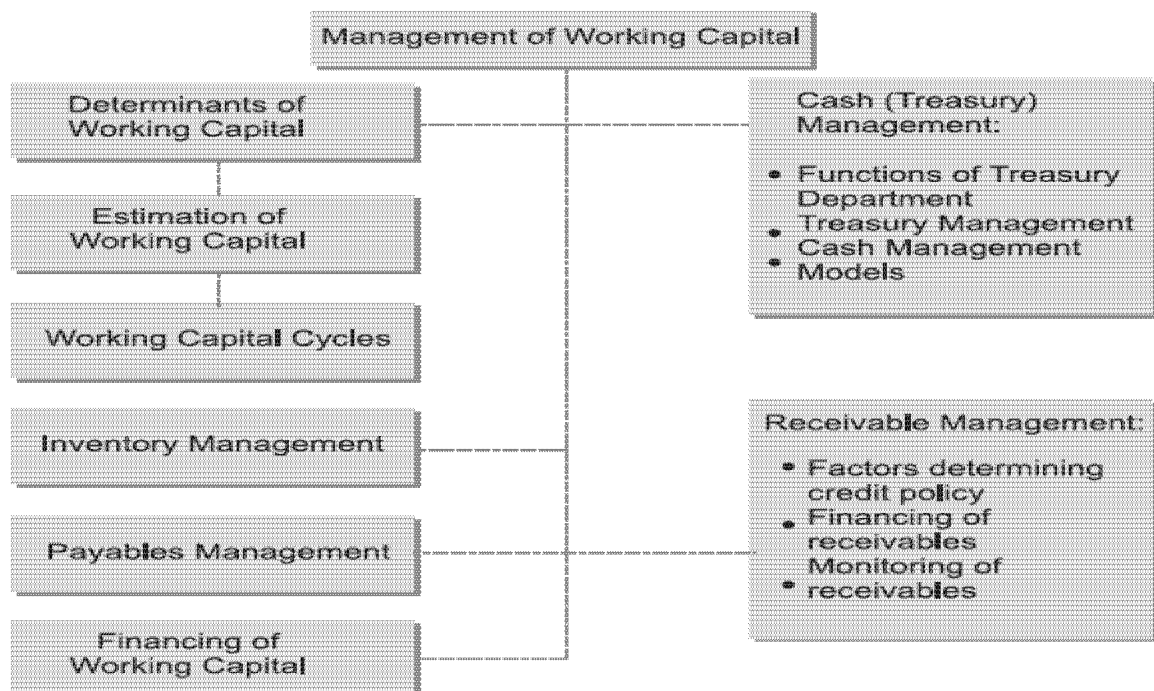 Management of Working Capital
Determinants of
Working Capital
Estimation of
Working Capital
Working Capital Cycles
Inventory Management
Payables Management
Financing of
Working Capital
Cash (Treasury)
Management:
• Functions of Treasury
Department
• Treasury Management
• Cash Management
Models
Receivable Management:
• Factors determining
credit policy
• Financing of
receivables
• Monitoring of
receivables